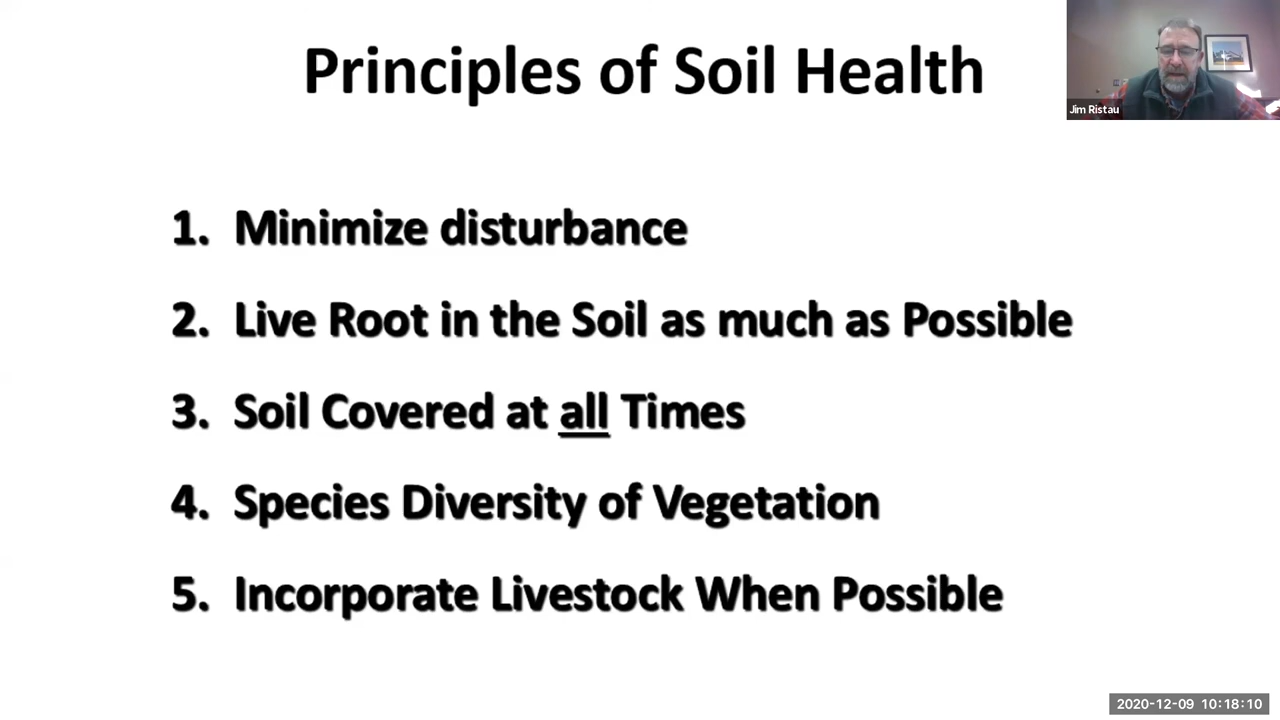 Principles of Soil Health
Jim Ristau
1. Minimize disturbance
2. Live Root in the Soil as much as Possible
3. Soil Covered at all Times
4. Species Diversity of Vegetation
5. Incorporate Livestock When Possible
2020-12-09 10:18:10